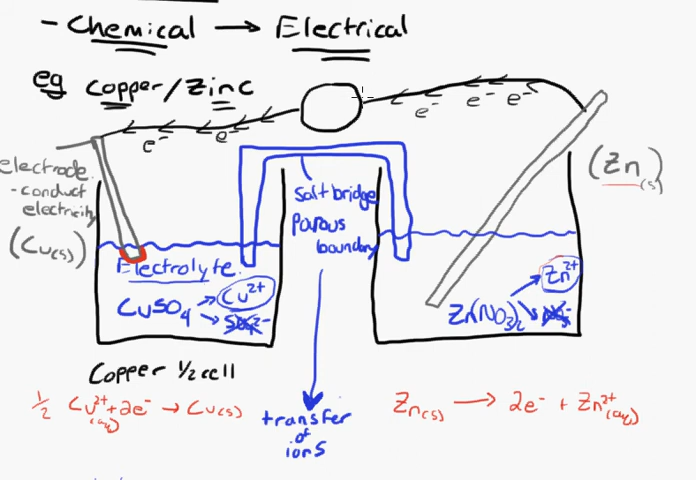 - Chemical → Electrical
eg copper/Zinc
e⁻ e⁻ e⁻ e⁻ e⁻
electrode
- conduct
electricity
(Cu(s))
Salt bridge
Porous
boundary
(Zn(s))
Electrolyte.
CuSO4 → Cu²⁺
→ SO4²⁻
Zn²⁺
Zn(NO3)2
Copper 1/2 cell
1/2 Cu²⁺(aq) + 2e⁻ → Cu(s)
transfer
of
ions
Zn(s) → 2e⁻ + Zn²⁺(aq)